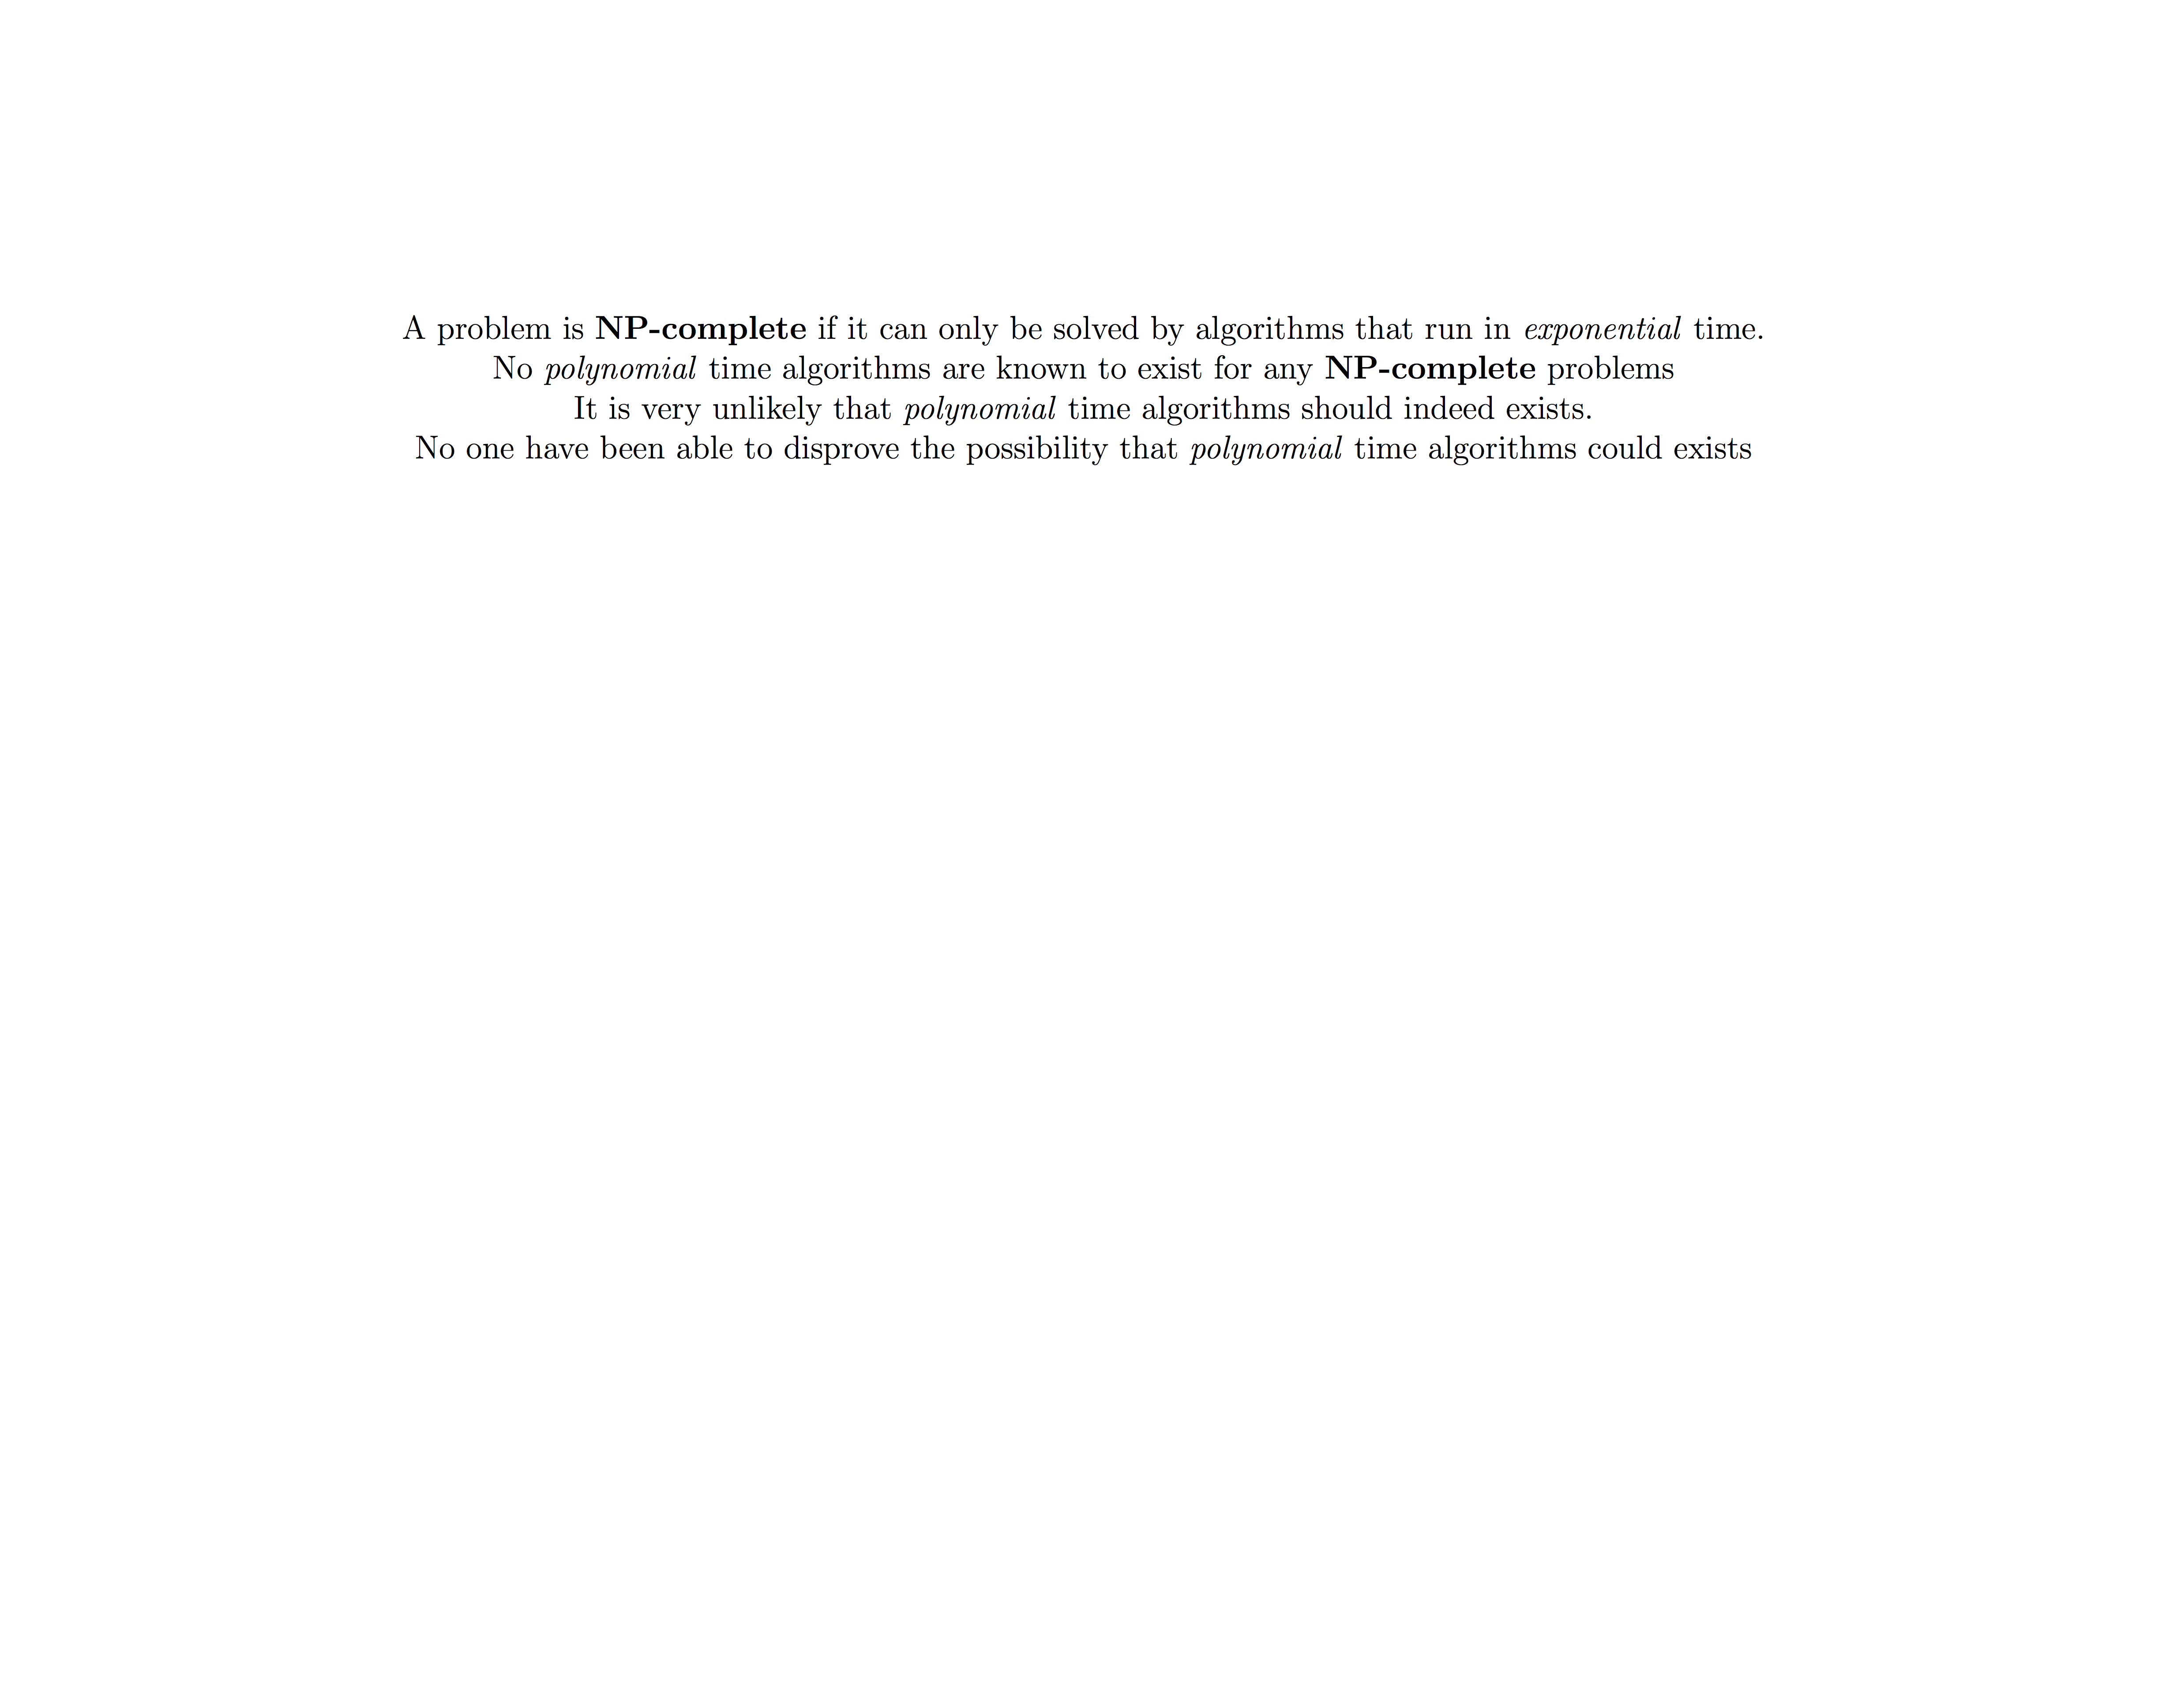 A problem is NP-complete if it can only be solved by algorithms that run in exponential time.
No polynomial time algorithms are known to exist for any NP-complete problems
It is very unlikely that polynomial time algorithms should indeed exists.
No one have been able to disprove the possibility that polynomial time algorithms could exists